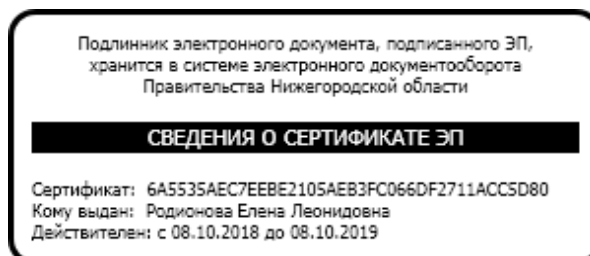 Подлинник электронного документа, подписанного ЭП,
хранится в системе электронного документооборота
Правительства Нижегородской области
СВЕДЕНИЯ О СЕРТИФИКАТЕ ЭП
Сертификат: 6A5535AEC7EEBE2105AEB3FC066DF2711ACC5D80
Кому выдан: Родионова Елена Леонидовна
Действителен: с 08.10.2018 до 08.10.2019